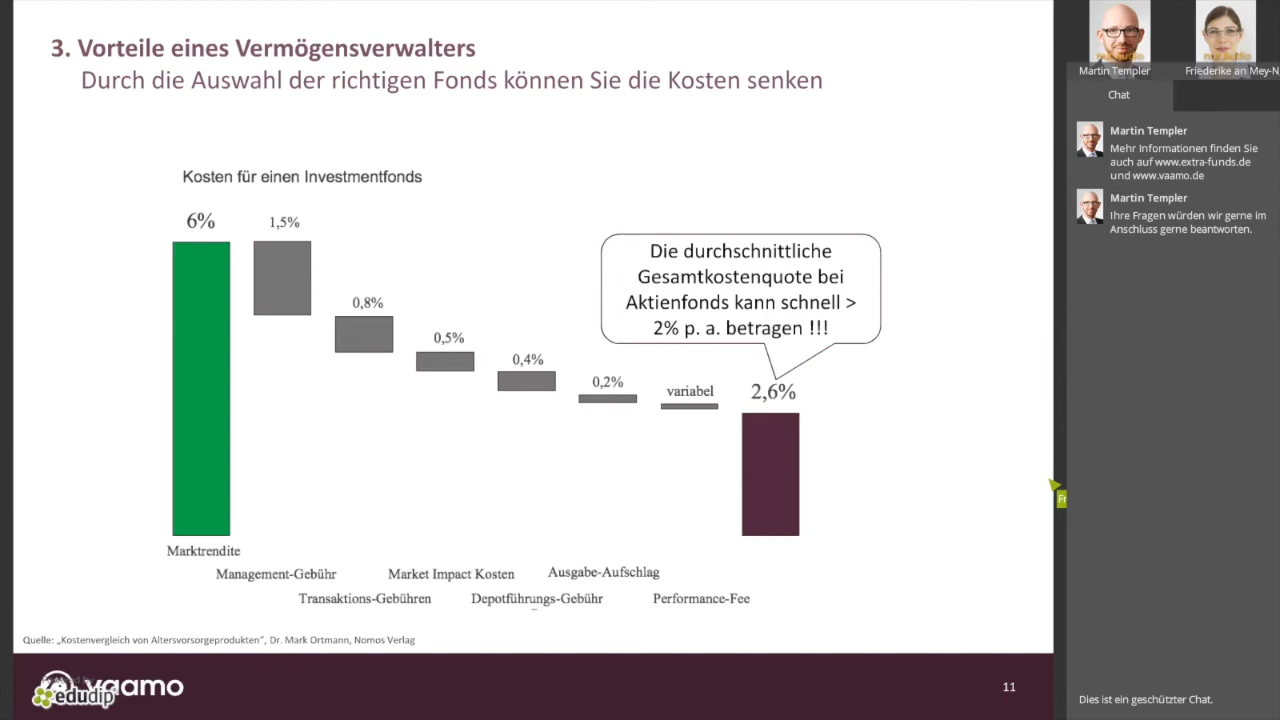 3. Vorteile eines Vermögensverwalters
Durch die Auswahl der richtigen Fonds können Sie die Kosten senken
Kosten für einen Investmentfonds
6%
1,5%
0,8%
0,5%
0,4%
0,2%
variabel
2,6%
Die durchschnittliche
Gesamtkostenquote bei
Aktienfonds kann schnell >
2% p. a. betragen !!!
Marktrendite
Management-Gebühr
Market Impact Kosten
Ausgabe-Aufschlag
Transaktions-Gebühren
Depotführungs-Gebühr
Performance-Fee
Quelle: „Kostenvergleich von Altersvorsorgeprodukten“, Dr. Mark Ortmann, Nomos Verlag
vaamo
edudip
11
Martin Templer
Friederike an Mey-N
Chat
Martin Templer
Mehr Informationen finden Sie
auch auf www.extra-funds.de
und www.vaamo.de
Martin Templer
Ihre Fragen würden wir gerne im
Anschluss gerne beantworten.
Fr
Dies ist ein geschützter Chat.